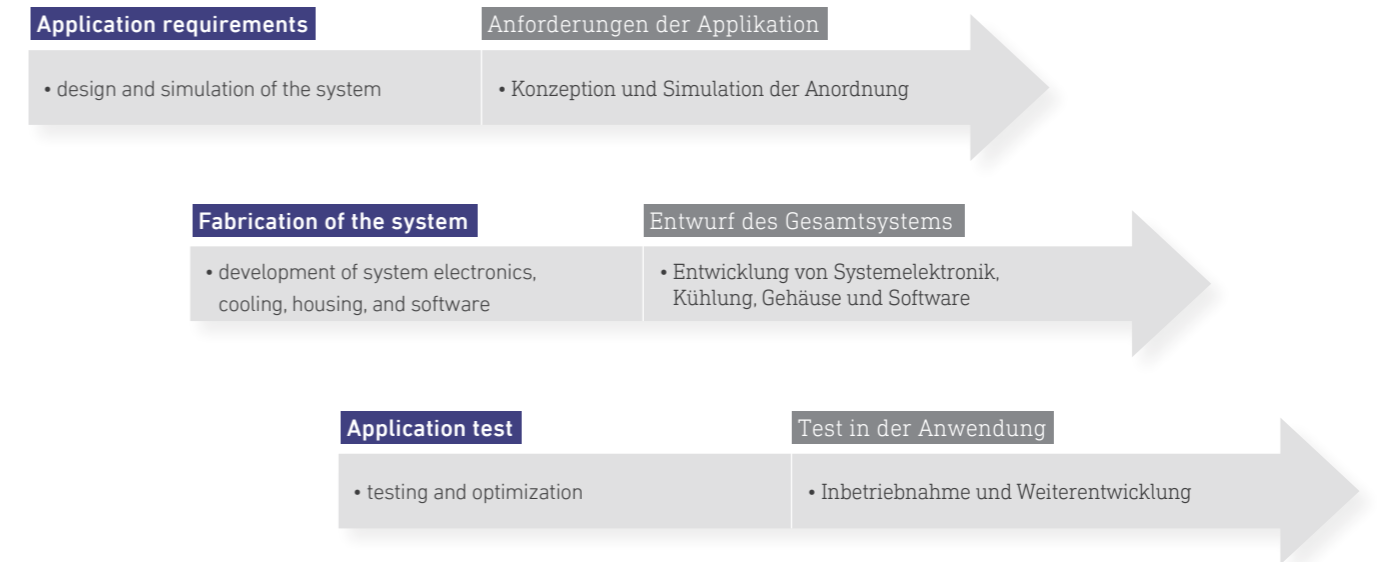 Application requirements
Anforderungen der Applikation
• design and simulation of the system
• Konzeption und Simulation der Anordnung
Fabrication of the system
Entwurf des Gesamtsystems
• development of system electronics,
cooling, housing, and software
• Entwicklung von Systemelektronik,
Kühlung, Gehäuse und Software
Application test
Test in der Anwendung
• testing and optimization
• Inbetriebnahme und Weiterentwicklung